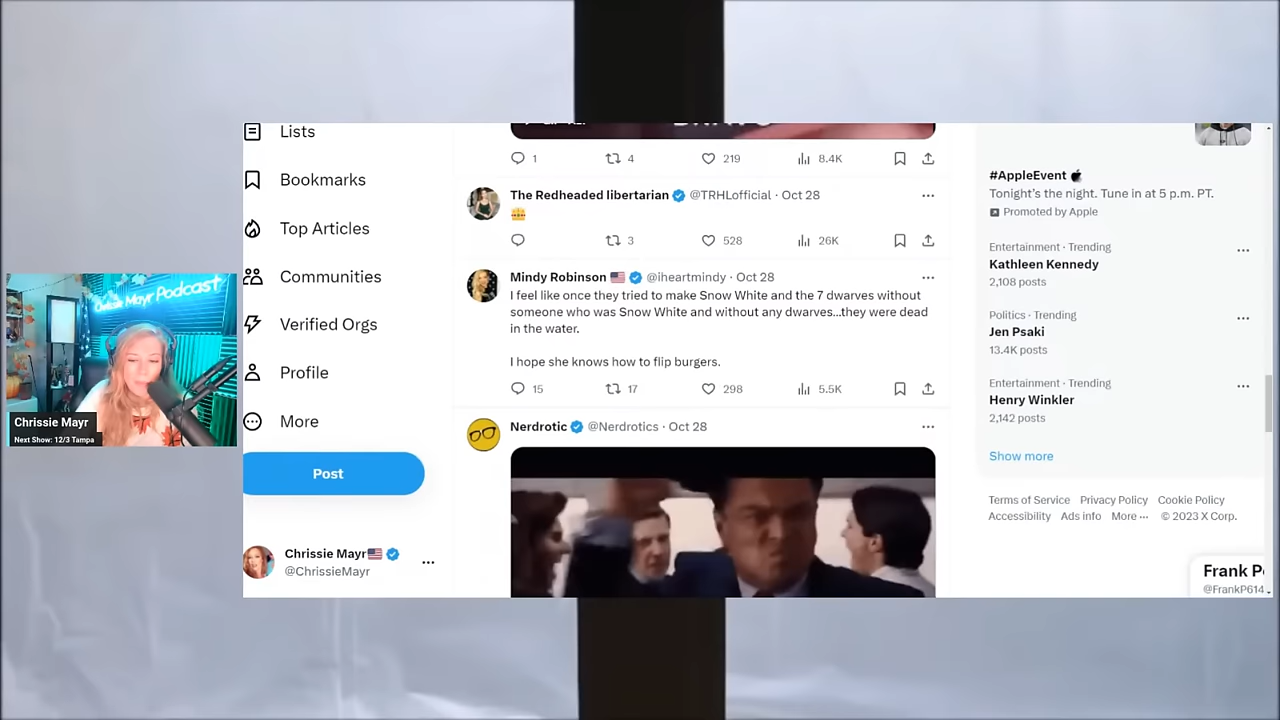 Lists
Bookmarks
Top Articles
Communities
Verified Orgs
Profile
More
Post
Chrissie Mayr🇺🇸
@ChrissieMayr
···
1 4 219 8.4K
The Redheaded libertarian @TRHLofficial · Oct 28 ···
3 528 26K
Mindy Robinson 🇺🇸 @iheartmindy · Oct 28 ···
I feel like once they tried to make Snow White and the 7 dwarves without
someone who was Snow White and without any dwarves...they were dead
in the water.
I hope she knows how to flip burgers.
15 17 298 5.5K
Nerdrotic @Nerdrotics · Oct 28 ···
#AppleEvent
Tonight's the night. Tune in at 5 p.m. PT.
Promoted by Apple
Entertainment · Trending ···
Kathleen Kennedy
2,108 posts
Politics · Trending ···
Jen Psaki
13.4K posts
Entertainment · Trending ···
Henry Winkler
2,142 posts
Show more
Terms of Service Privacy Policy Cookie Policy
Accessibility Ads info More ··· © 2023 X Corp.
Frank
@FrankP614
Mayr Podcast
Chrissie Mayr
Next Show: 12/3 Tampa